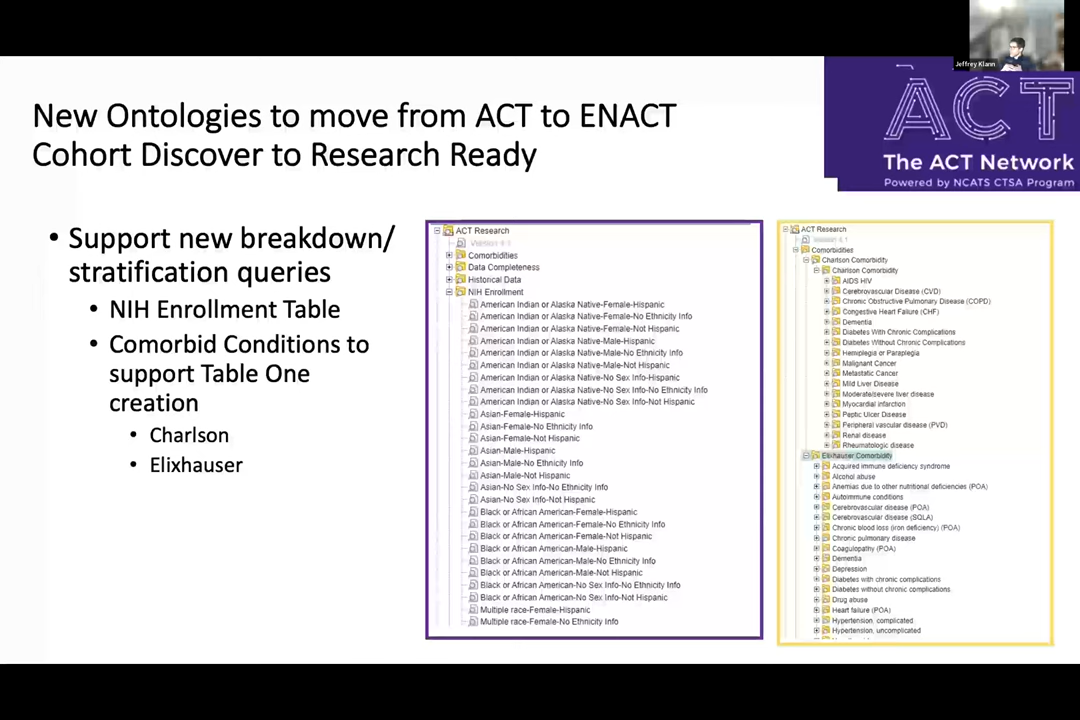 Jeffrey Klann
ACT
The ACT Network
Powered by NCATS CTSA Program
New Ontologies to move from ACT to ENACT
Cohort Discover to Research Ready
• Support new breakdown/
stratification queries
• NIH Enrollment Table
• Comorbid Conditions to
support Table One
creation
• Charlson
• Elixhauser
ACT Research
Version 4.1
Comorbidities
Data Completeness
Historical Data
NIH Enrollment
American Indian or Alaska Native-Female-Hispanic
American Indian or Alaska Native-Female-No Ethnicity Info
American Indian or Alaska Native-Female-Not Hispanic
American Indian or Alaska Native-Male-Hispanic
American Indian or Alaska Native-Male-No Ethnicity Info
American Indian or Alaska Native-Male-Not Hispanic
American Indian or Alaska Native-No Sex Info-Hispanic
American Indian or Alaska Native-No Sex Info-No Ethnicity Info
American Indian or Alaska Native-No Sex Info-Not Hispanic
Asian-Female-Hispanic
Asian-Female-No Ethnicity Info
Asian-Female-Not Hispanic
Asian-Male-Hispanic
Asian-Male-No Ethnicity Info
Asian-Male-Not Hispanic
Asian-No Sex Info-No Ethnicity Info
Asian-No Sex Info-Not Hispanic
Black or African American-Female-Hispanic
Black or African American-Female-No Ethnicity Info
Black or African American-Female-Not Hispanic
Black or African American-Male-Hispanic
Black or African American-Male-No Ethnicity Info
Black or African American-Male-Not Hispanic
Black or African American-No Sex Info-No Ethnicity Info
Black or African American-No Sex Info-Not Hispanic
Multiple race-Female-Hispanic
Multiple race-Female-No Ethnicity Info
ACT Research
Version 4.1
Comorbidities
Charlson Comorbidity
Charlson Comorbidity
AIDS HIV
Cerebrovascular Disease (CVD)
Chronic Obstructive Pulmonary Disease (COPD)
Congestive Heart Failure (CHF)
Dementia
Diabetes With Chronic Complications
Diabetes Without Chronic Complications
Hemiplegia or Paraplegia
Malignant Cancer
Metastatic Cancer
Mild Liver Disease
Moderate/severe liver disease
Myocardial infarction
Peptic Ulcer Disease
Peripheral vascular disease (PVD)
Renal disease
Rheumatologic disease
Elixhauser Comorbidity
Acquired immune deficiency syndrome
Alcohol abuse
Anemias due to other nutritional deficiencies (POA)
Autoimmune conditions
Cerebrovascular disease (POA)
Cerebrovascular disease (SQLA)
Chronic blood loss (iron deficiency) (POA)
Chronic pulmonary disease
Coagulopathy (POA)
Dementia
Depression
Diabetes with chronic complications
Diabetes without chronic complications
Drug abuse
Heart failure (POA)
Hypertension, complicated
Hypertension, uncomplicated